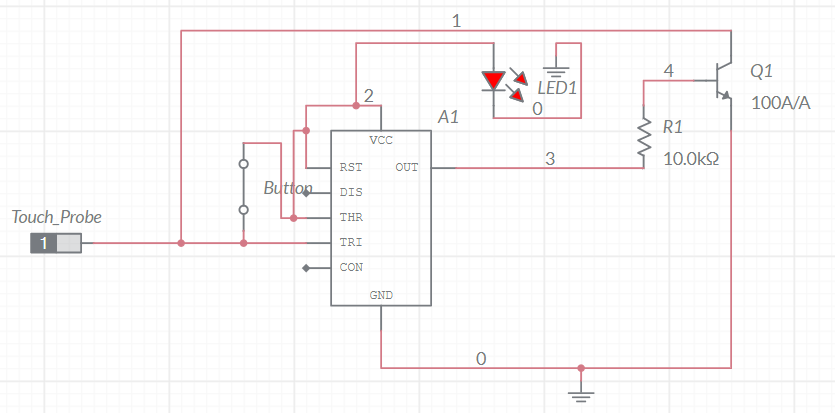 1
2
LED1
0
4
Q1
100A/A
A1
VCC
R1
10.0kΩ
RST
OUT
3
Button
DIS
Touch_Probe
THR
1
TRI
CON
GND
0